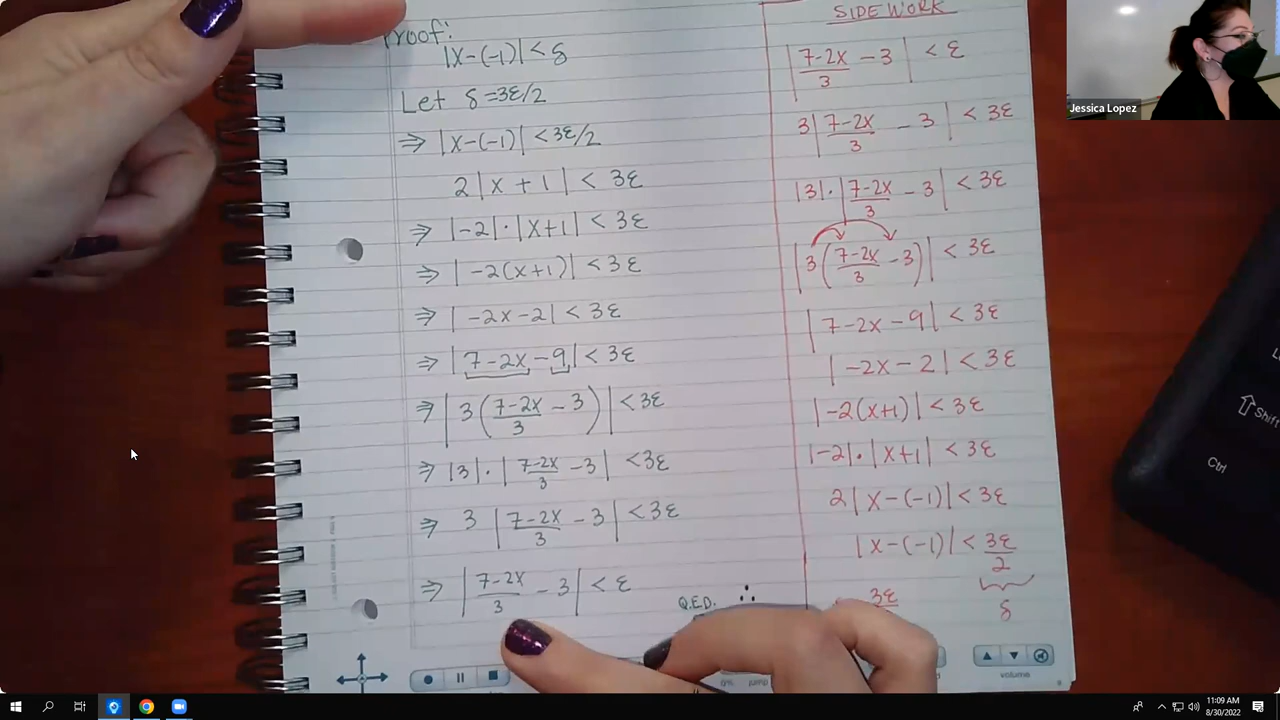 Proof:
|x-(-1)| < δ
Let δ = 3ε/2
⇒ |x-(-1)| < 3ε/2
2|x + 1| < 3ε
⇒ |-2|·|x+1| < 3ε
⇒ |-2(x+1)| < 3ε
⇒ |-2x-2| < 3ε
⇒ |7-2x-9| < 3ε
⇒ |3(7-2x/3 - 3)| < 3ε
⇒ |3|·|7-2x/3 - 3| < 3ε
⇒ 3 |7-2x/3 - 3| < 3ε
⇒ |7-2x/3 - 3| < ε
Q.E.D. ∴
SIDE WORK
|7-2x/3 - 3| < ε
3|7-2x/3 - 3| < 3ε
|3|·|7-2x/3 - 3| < 3ε
|3(7-2x/3 - 3)| < 3ε
|7-2x-9| < 3ε
|-2x-2| < 3ε
|-2(x+1)| < 3ε
|-2|·|x+1| < 3ε
2|x-(-1)| < 3ε
|x-(-1)| < 3ε/2
δ
3ε
0%
jump
volume
Jessica Lopez
Shift
Ctrl
11:09 AM
8/30/2022